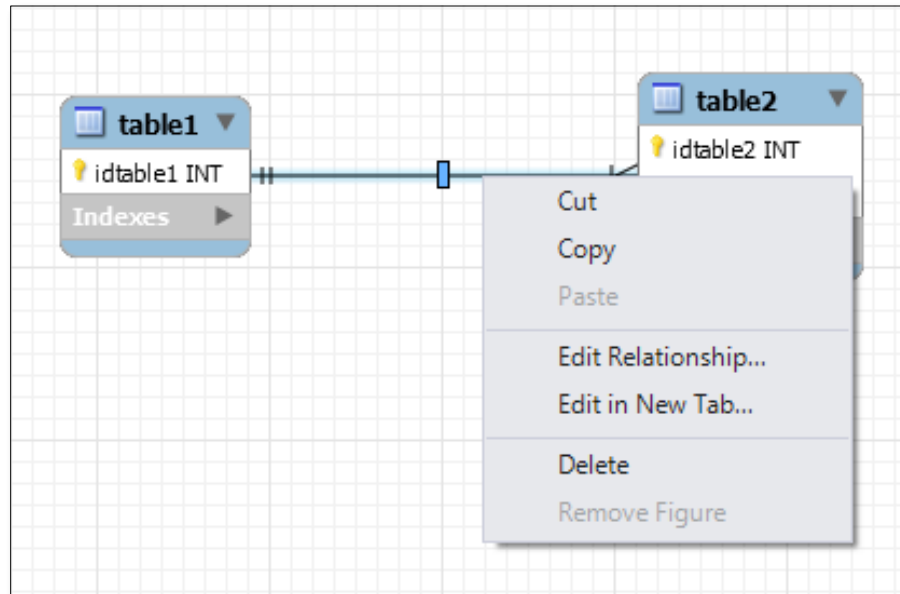 table1
idtable1 INT
Indexes
table2
idtable2 INT
Cut
Copy
Paste
Edit Relationship...
Edit in New Tab...
Delete
Remove Figure